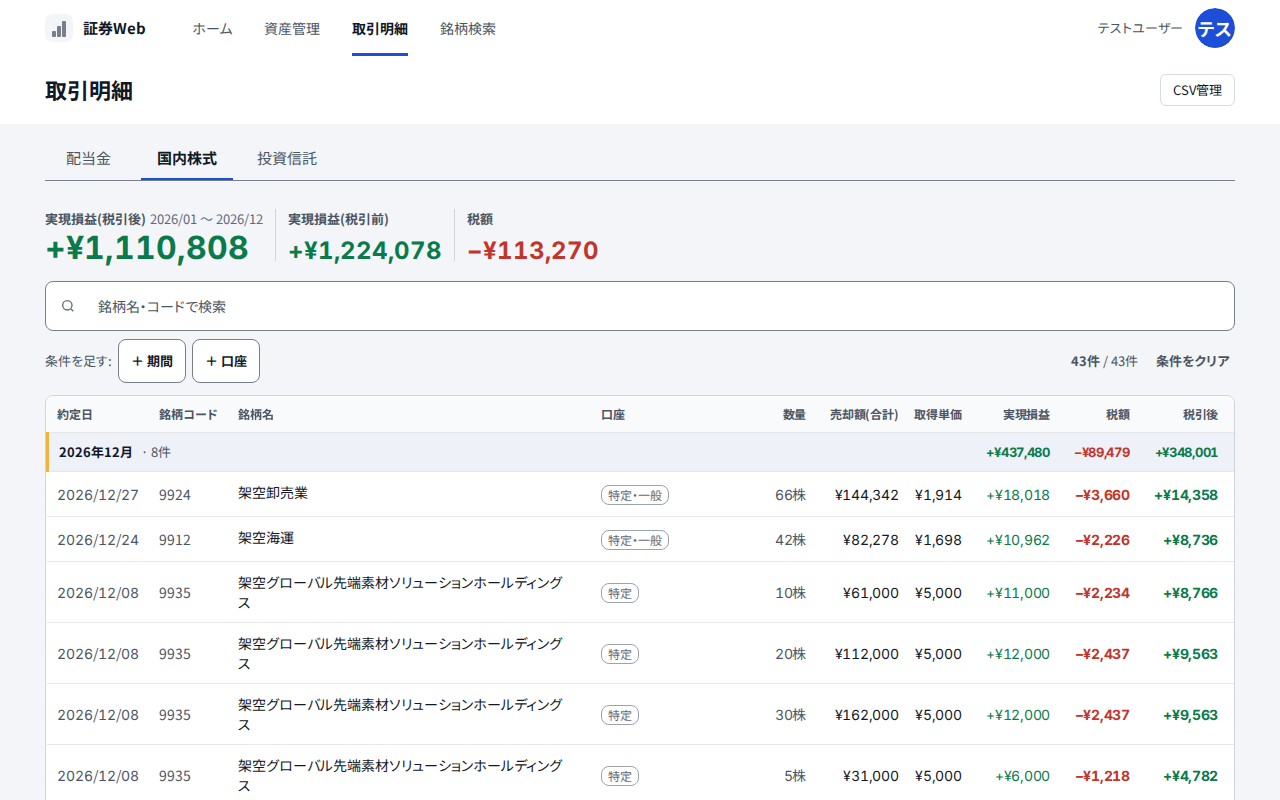 証券Web
ホーム
資産管理
取引明細
銘柄検索
テストユーザー
テス
取引明細
CSV管理
配当金
国内株式
投資信託
実現損益(税引後) 2026/01 〜 2026/12
+¥1,110,808
実現損益(税引前)
+¥1,224,078
税額
−¥113,270
銘柄名・コードで検索
条件を足す:
+ 期間
+ 口座
43件 / 43件
条件をクリア
約定日 銘柄コード 銘柄名 口座 数量 売却額(合計) 取得単価 実現損益 税額 税引後
2026年12月 · 8件 +¥437,480 −¥89,479 +¥348,001
2026/12/27 9924 架空卸売業 特定・一般 66株 ¥144,342 ¥1,914 +¥18,018 −¥3,660 +¥14,358
2026/12/24 9912 架空海運 特定・一般 42株 ¥82,278 ¥1,698 +¥10,962 −¥2,226 +¥8,736
2026/12/08 9935 架空グローバル先端素材ソリューションホールディング
ス 特定 10株 ¥61,000 ¥5,000 +¥11,000 −¥2,234 +¥8,766
2026/12/08 9935 架空グローバル先端素材ソリューションホールディング
ス 特定 20株 ¥112,000 ¥5,000 +¥12,000 −¥2,437 +¥9,563
2026/12/08 9935 架空グローバル先端素材ソリューションホールディング
ス 特定 30株 ¥162,000 ¥5,000 +¥12,000 −¥2,437 +¥9,563
2026/12/08 9935 架空グローバル先端素材ソリューションホールディング
ス 特定 5株 ¥31,000 ¥5,000 +¥6,000 −¥1,218 +¥4,782